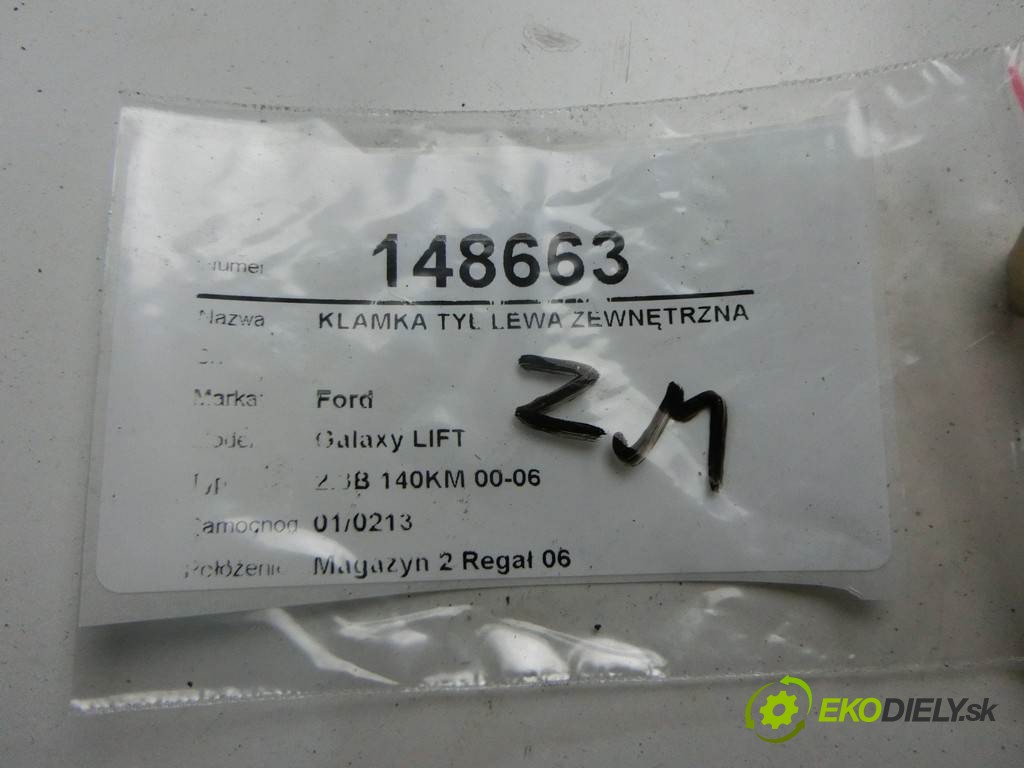 148663
Nazwa KLAMKA TYŁ LEWA ZEWNĘTRZNA
Marka: Ford
Galaxy LIFT
2.3B 140KM 00-06
01/0213
Położenie Magazyn 2 Regał 06
ZM
EKODIELY.sk